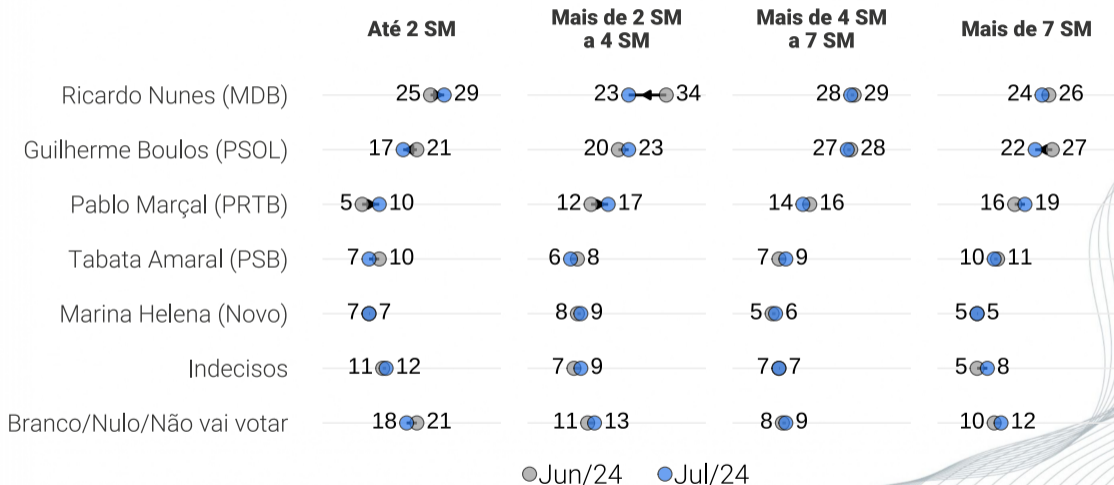 Até 2 SM
Mais de 2 SM
a 4 SM
Mais de 4 SM
a 7 SM
Mais de 7 SM
Ricardo Nunes (MDB) 25 29 23 34 28 29 24 26
Guilherme Boulos (PSOL) 17 21 20 23 27 28 22 27
Pablo Marçal (PRTB) 5 10 12 17 14 16 16 19
Tabata Amaral (PSB) 7 10 6 8 7 9 10 11
Marina Helena (Novo) 7 7 8 9 5 6 5 5
Indecisos 11 12 7 9 7 7 5 8
Branco/Nulo/Não vai votar 18 21 11 13 8 9 10 12
Jun/24 Jul/24